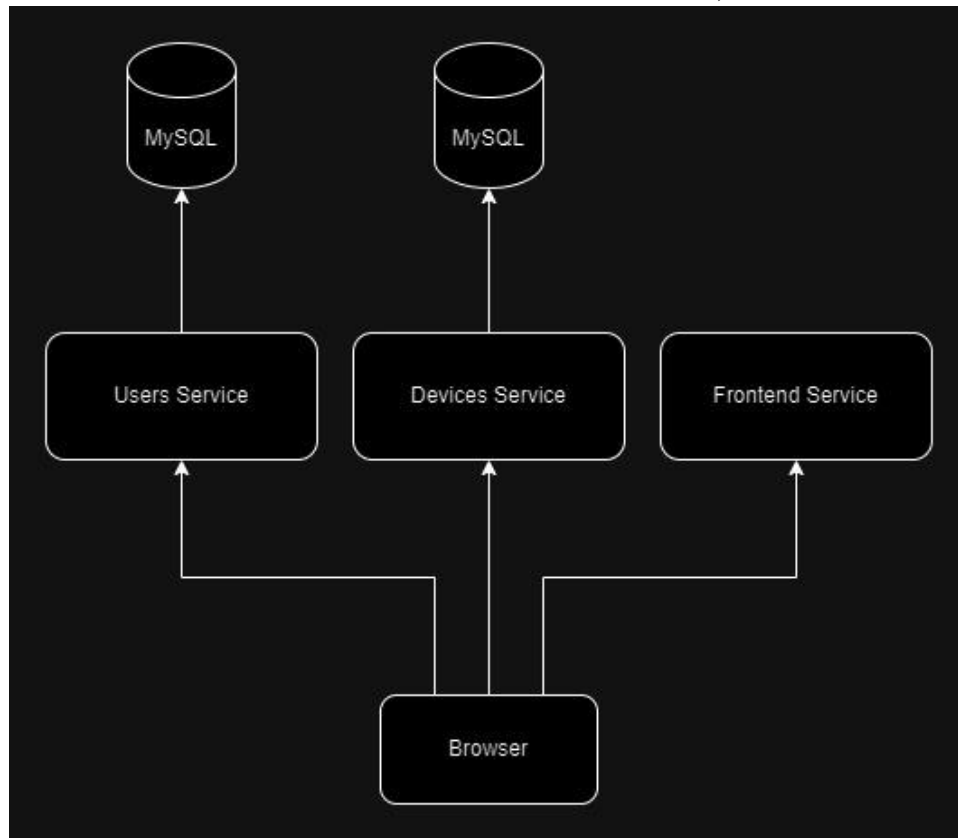 MySQL
MySQL
Users Service
Devices Service
Frontend Service
Browser